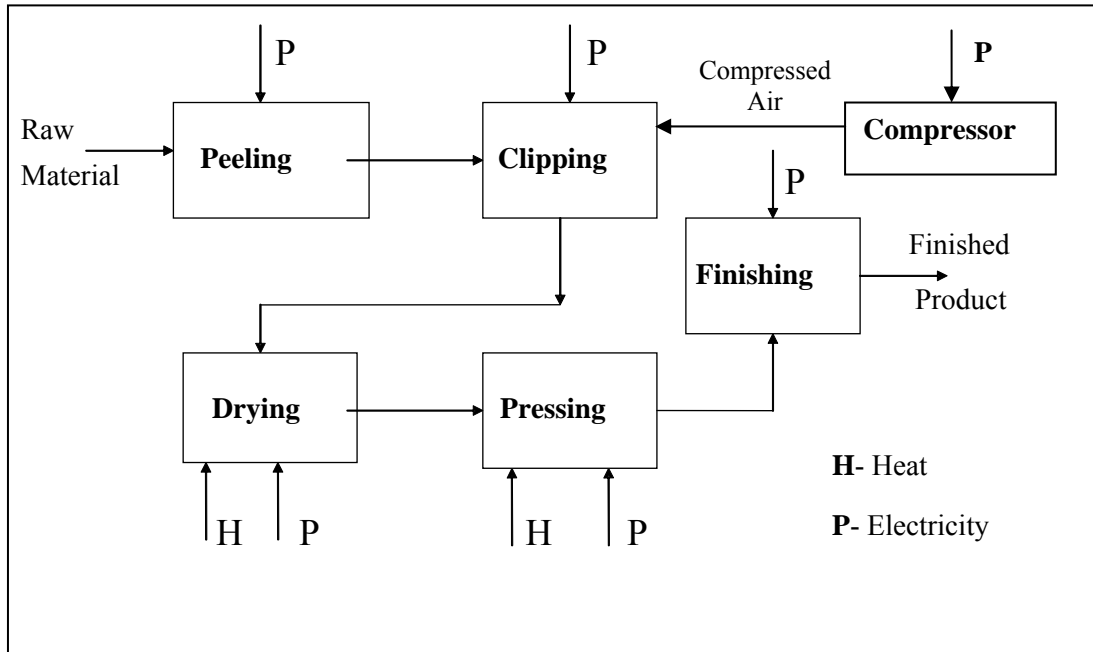 P
P
P
Compressed
Air
Raw
Material
Peeling
Clipping
Compressor
P
Finishing
Finished
Product
Drying
Pressing
H
P
H
P
H- Heat
P- Electricity